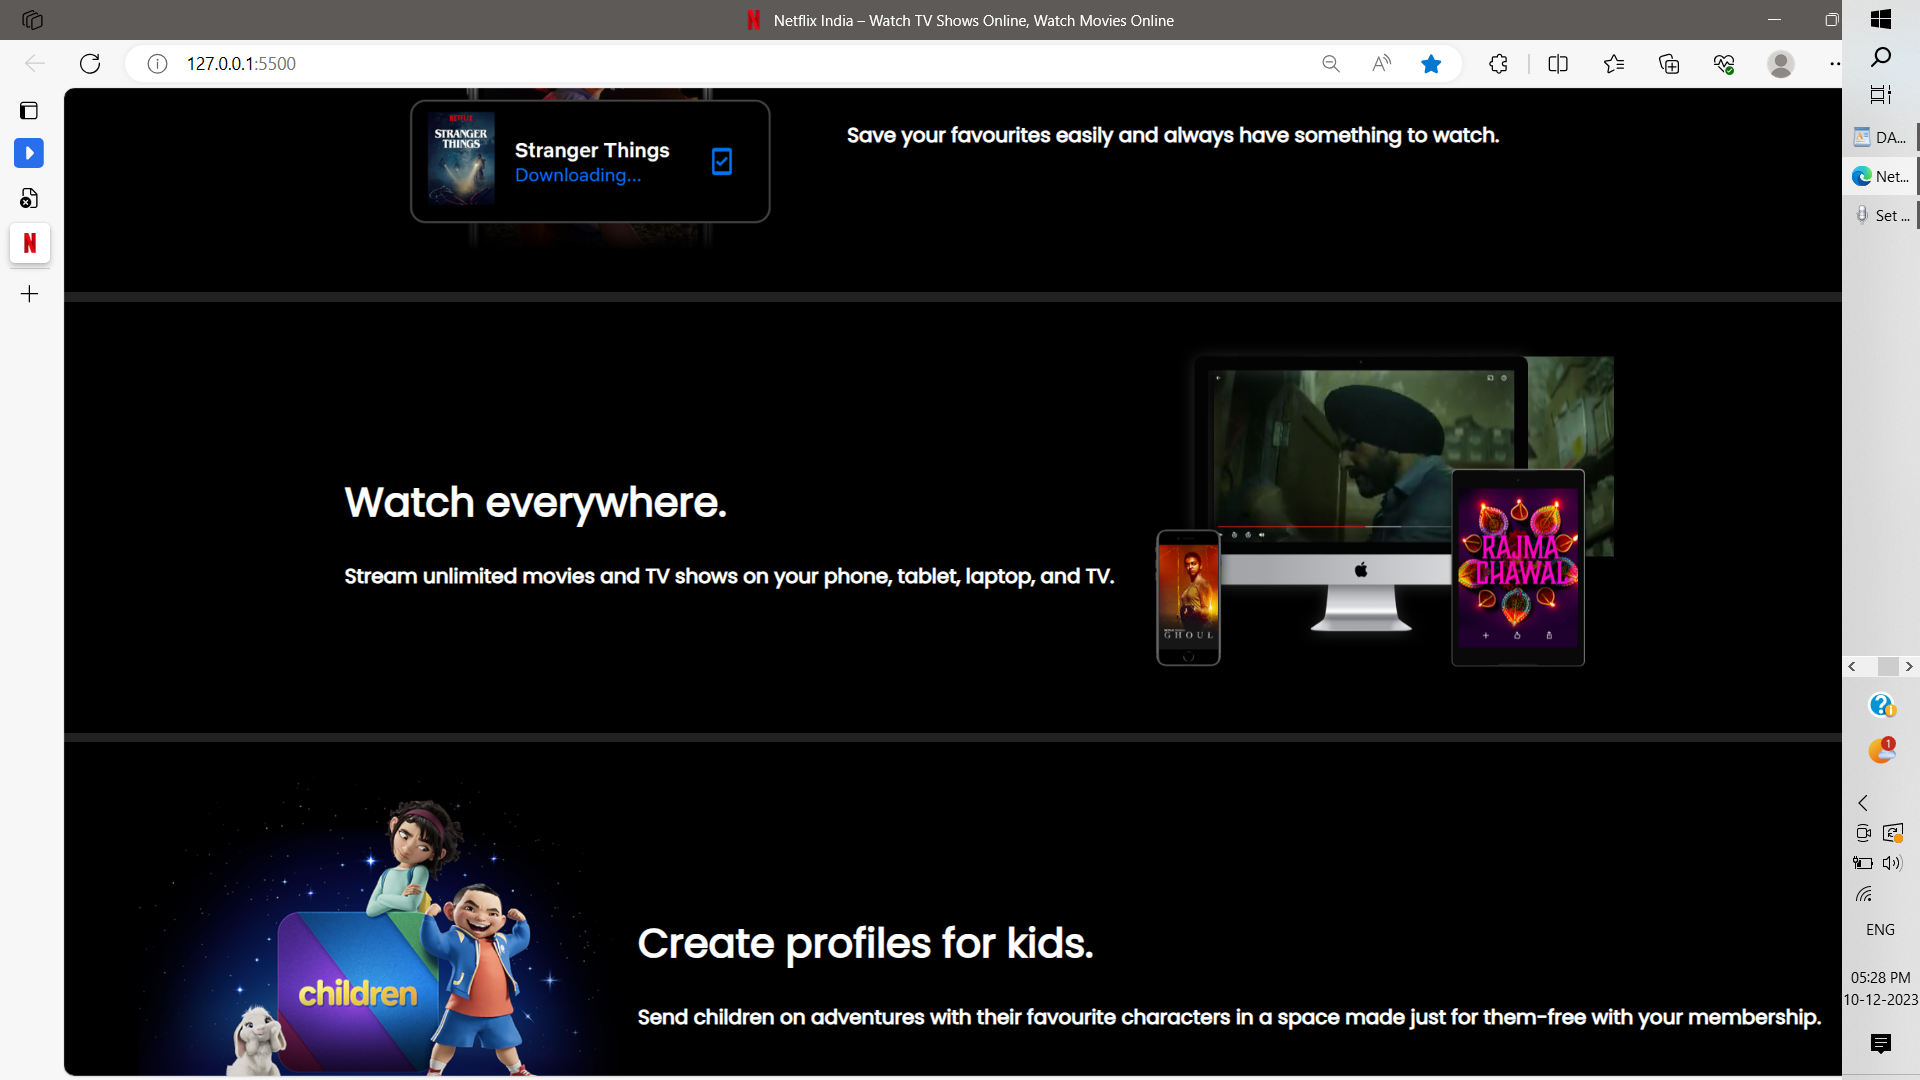 Netflix India – Watch TV Shows Online, Watch Movies Online
127.0.0.1:5500
NETFLIX
STRANGER
THINGS
Stranger Things
Downloading...
Save your favourites easily and always have something to watch.
Watch everywhere.
Stream unlimited movies and TV shows on your phone, tablet, laptop, and TV.
GHOUL
RAJMA
CHAWAL
children
Create profiles for kids.
Send children on adventures with their favourite characters in a space made just for them-free with your membership.
DA...
Net...
Set ...
1
ENG
05:28 PM
10-12-2023